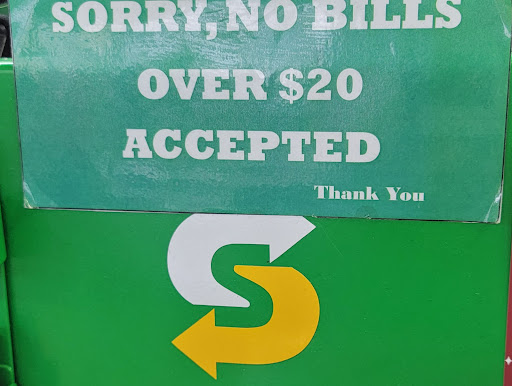 SORRY, NO BILLS
OVER $20
ACCEPTED
Thank You
S